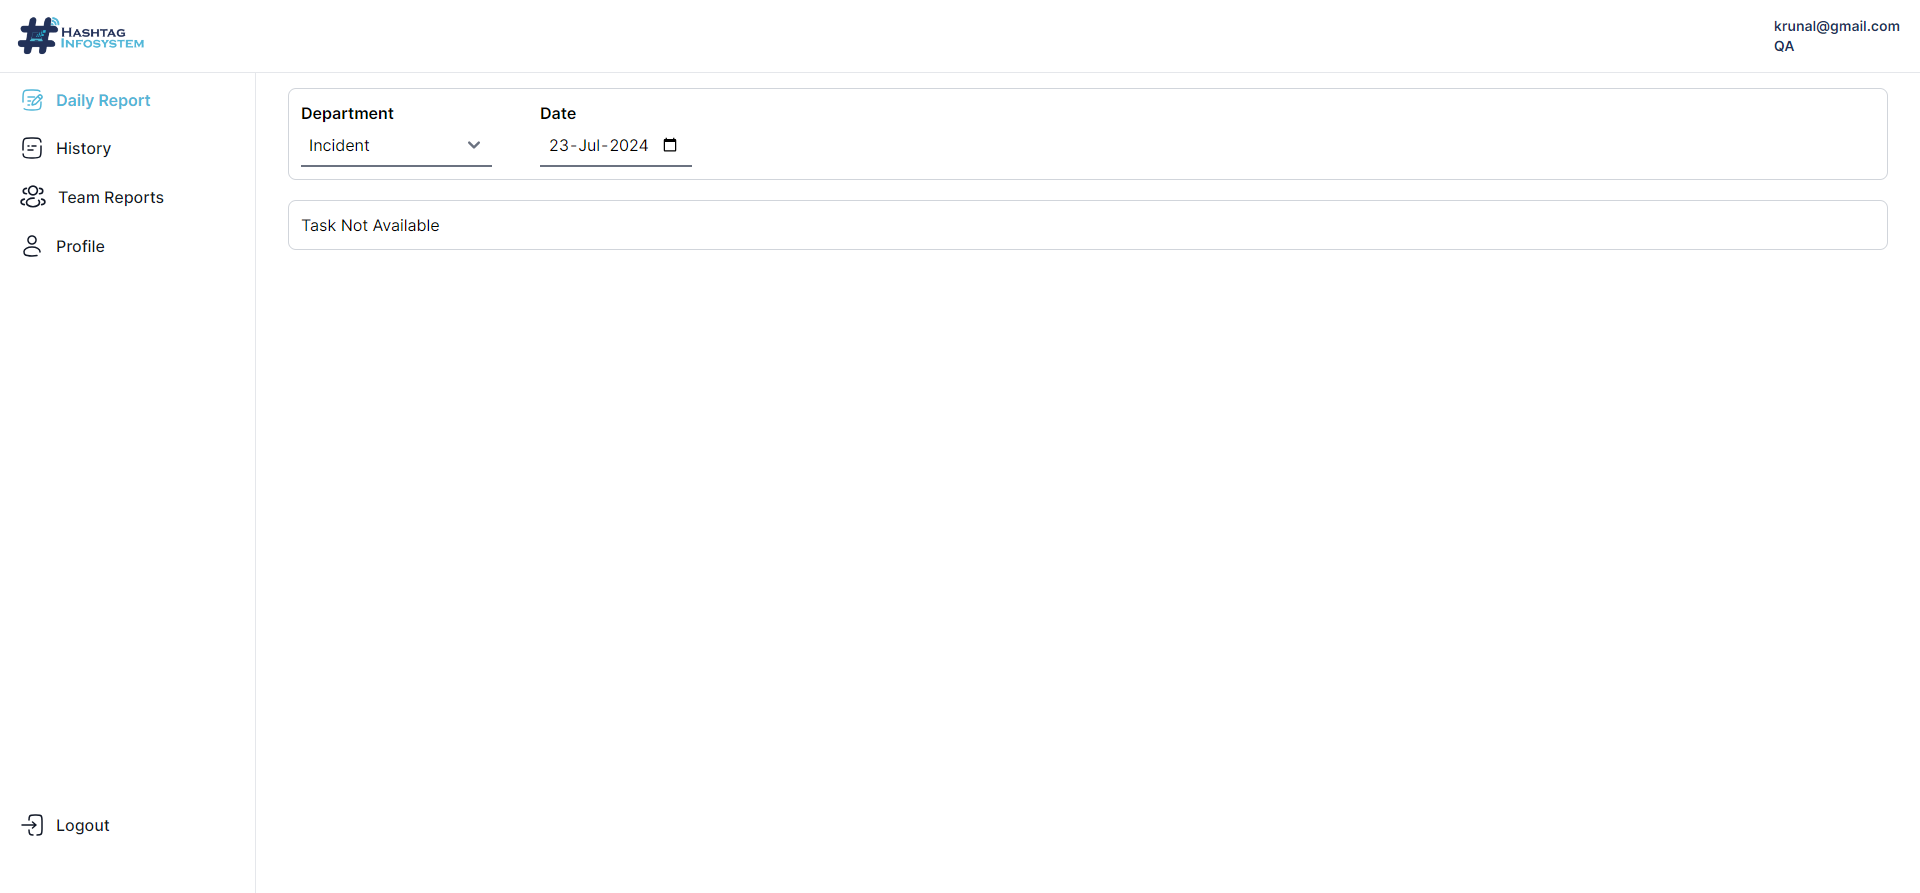 HASHTAG
INFOSYSTEM
krunal@gmail.com
QA
Daily Report
History
Team Reports
Profile
Logout
Department
Date
Incident
23-Jul-2024
Task Not Available